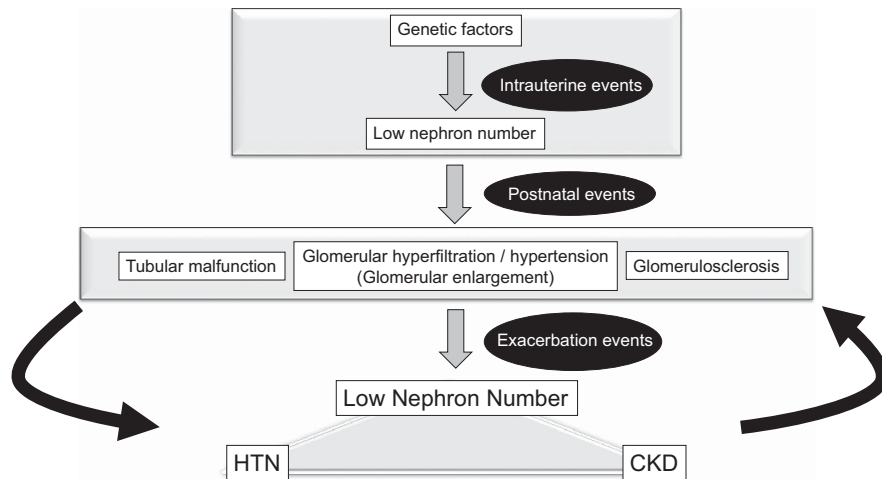 Genetic factors
Intrauterine events
Low nephron number
Postnatal events
Tubular malfunction
Glomerular hyperfiltration / hypertension
(Glomerular enlargement)
Glomerulosclerosis
Exacerbation events
Low Nephron Number
HTN
CKD